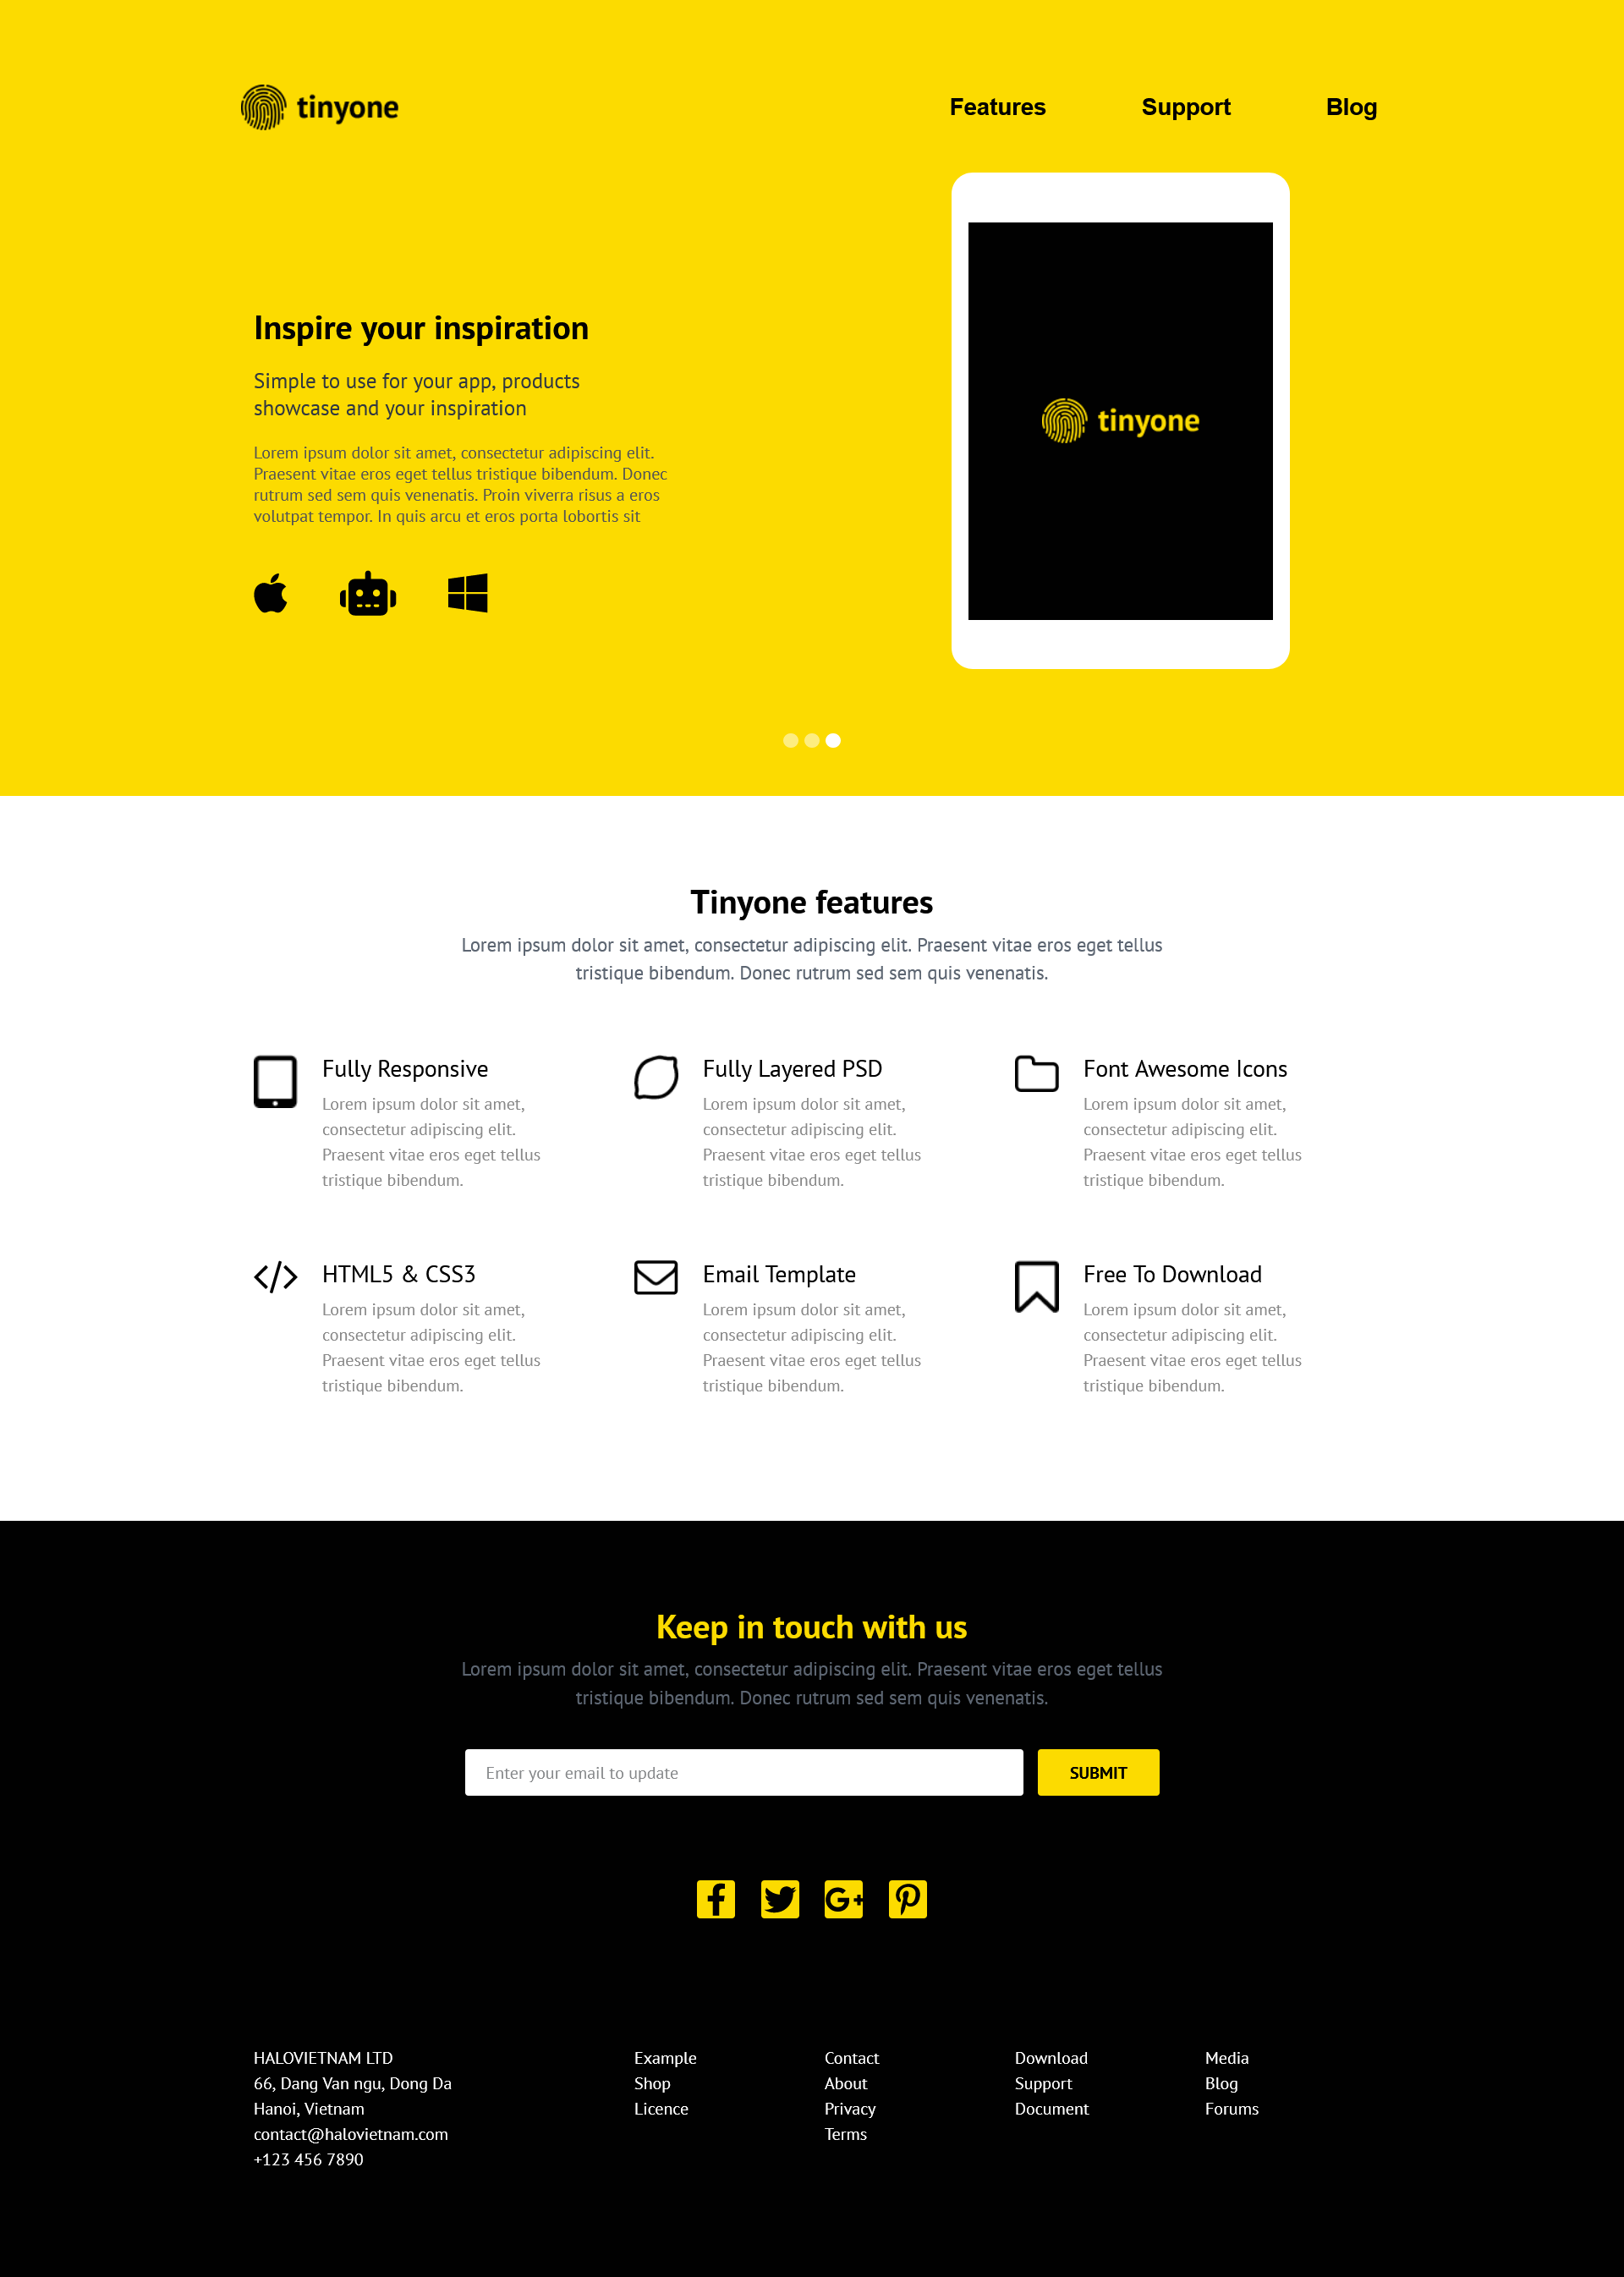 tinyone
Features
Support
Blog
Inspire your inspiration
Simple to use for your app, products
showcase and your inspiration
Lorem ipsum dolor sit amet, consectetur adipiscing elit.
Praesent vitae eros eget tellus tristique bibendum. Donec
rutrum sed sem quis venenatis. Proin viverra risus a eros
volutpat tempor. In quis arcu et eros porta lobortis sit
tinyone
Tinyone features
Lorem ipsum dolor sit amet, consectetur adipiscing elit. Praesent vitae eros eget tellus
tristique bibendum. Donec rutrum sed sem quis venenatis.
Fully Responsive
Lorem ipsum dolor sit amet,
consectetur adipiscing elit.
Praesent vitae eros eget tellus
tristique bibendum.
Fully Layered PSD
Lorem ipsum dolor sit amet,
consectetur adipiscing elit.
Praesent vitae eros eget tellus
tristique bibendum.
Font Awesome Icons
Lorem ipsum dolor sit amet,
consectetur adipiscing elit.
Praesent vitae eros eget tellus
tristique bibendum.
HTML5 & CSS3
Lorem ipsum dolor sit amet,
consectetur adipiscing elit.
Praesent vitae eros eget tellus
tristique bibendum.
Email Template
Lorem ipsum dolor sit amet,
consectetur adipiscing elit.
Praesent vitae eros eget tellus
tristique bibendum.
Free To Download
Lorem ipsum dolor sit amet,
consectetur adipiscing elit.
Praesent vitae eros eget tellus
tristique bibendum.
Keep in touch with us
Lorem ipsum dolor sit amet, consectetur adipiscing elit. Praesent vitae eros eget tellus
tristique bibendum. Donec rutrum sed sem quis venenatis.
Enter your email to update
SUBMIT
HALOVIETNAM LTD
66, Dang Van ngu, Dong Da
Hanoi, Vietnam
contact@halovietnam.com
+123 456 7890
Example
Shop
Licence
Contact
About
Privacy
Terms
Download
Support
Document
Media
Blog
Forums